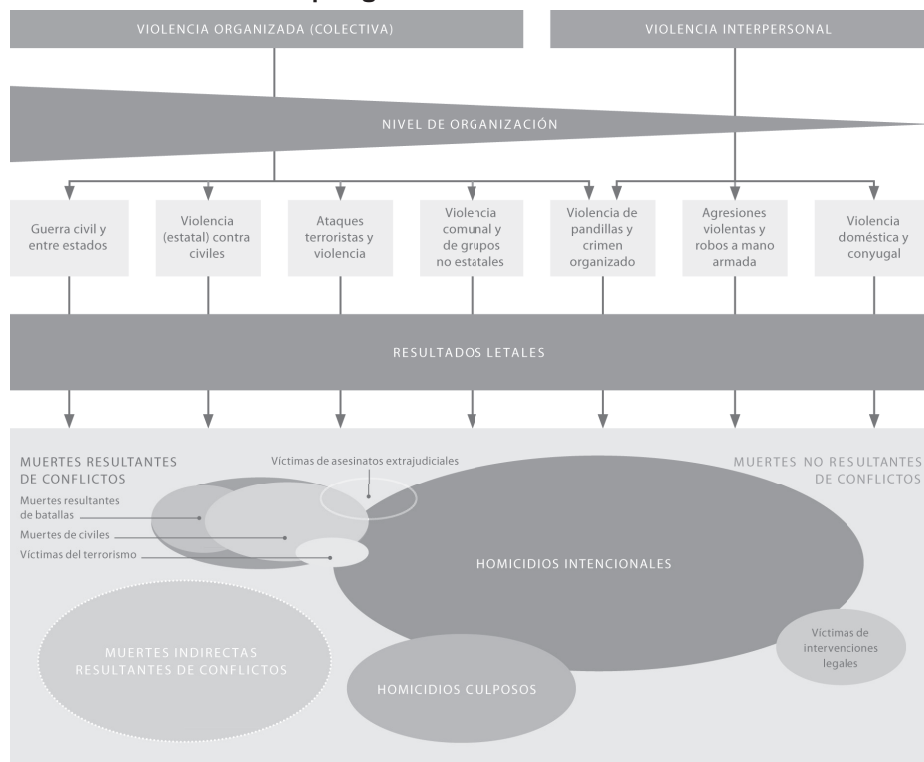 VIOLENCIA ORGANIZADA (COLECTIVA)
VIOLENCIA INTERPERSONAL
NIVEL DE ORGANIZACIÓN
Guerra civil y
entre estados
Violencia
(estatal) contra
civiles
Ataques
terroristas y
violencia
Violencia
comunal y
de grupos
no estatales
Violencia de
pandillas y
crimen
organizado
Agresiones
violentas y
robos a mano
armada
Violencia
doméstica y
conyugal
RESULTADOS LETALES
MUERTES RESULTANTES
DE CONFLICTOS
Víctimas de asesinatos extrajudiciales
MUERTES NO RESULTANTES
DE CONFLICTOS
Muertes resultantes
de batallas
Muertes de civiles
Víctimas del terrorismo
HOMICIDIOS INTENCIONALES
MUERTES INDIRECTAS
RESULTANTES DE CONFLICTOS
HOMICIDIOS CULPOSOS
Víctimas de
intervenciones
legales